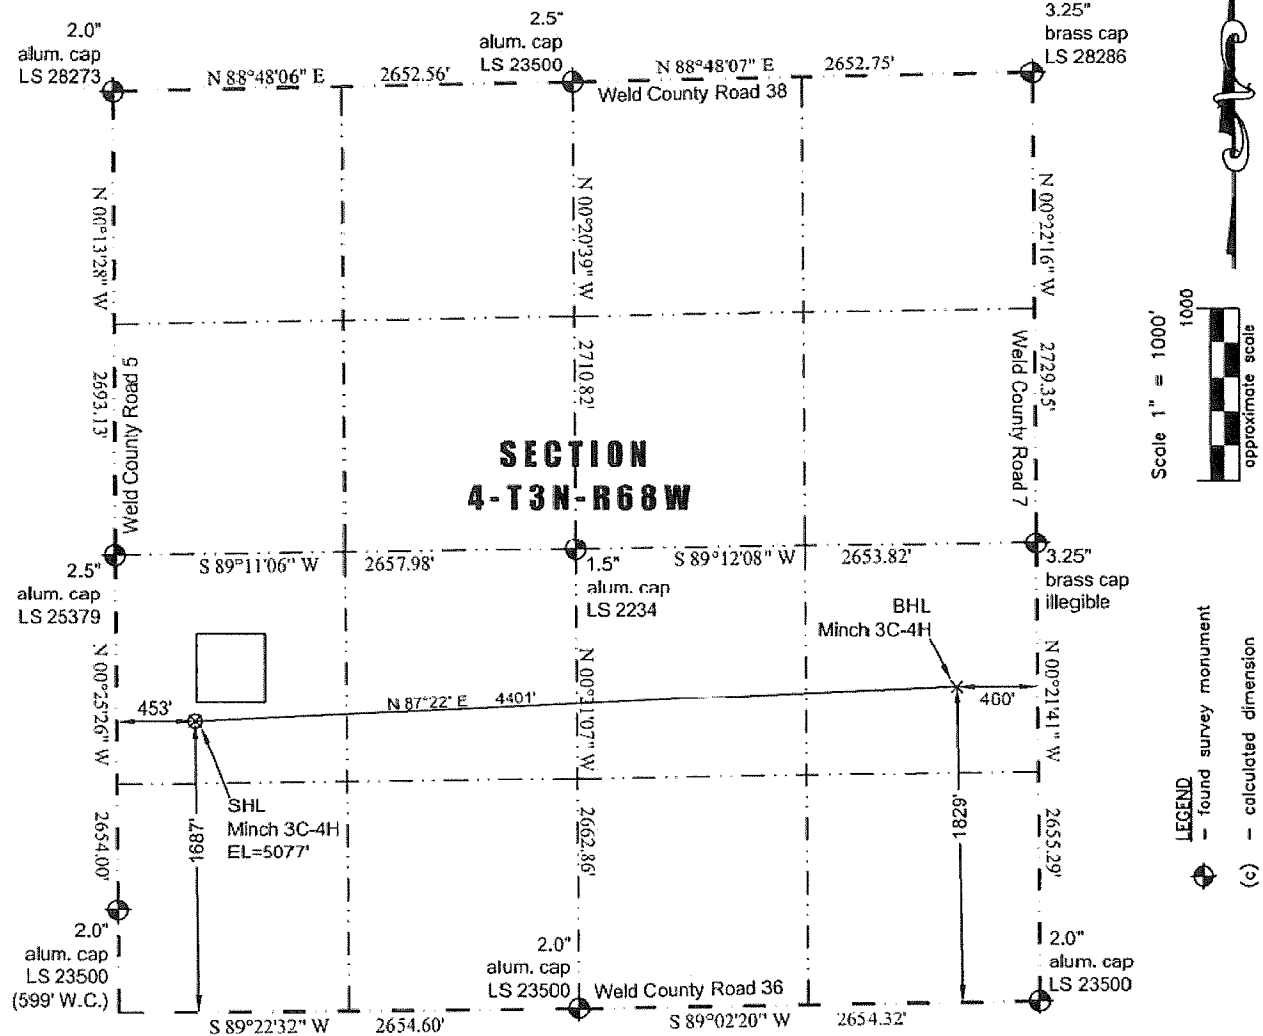 2.0"
alum. cap
LS 28273
2.5"
alum. cap
LS 23500
3.25"
brass cap
LS 28286
N 88°48'06" E
2652.56'
N 88°48'07" E
2652.75'
Weld County Road 38
N 00°13'28" W
2693.13'
Weld County Road 5
N 00°20'39" W
2710.82'
N 00°22'16" W
2729.35'
Weld County Road 7
Scale 1" = 1000'
1000
approximate scale
SECTION
4-T3N-R68W
2.5"
alum. cap
LS 25379
S 89°11'06" W
2657.98'
1.5"
alum. cap
LS 2234
S 89°12'08" W
2653.82'
3.25"
brass cap
illegible
BHL
Minch 3C-4H
N 00°25'26" W
2654.00'
453'
N 87°22' E
4401'
N 00°31'07" W
2662.86'
460'
N 00°21'41" W
2655.29'
SHL
Minch 3C-4H
EL=5077'
1687'
1829'
LEGEND
- found survey monument
(c) - calculated dimension
2.0"
alum. cap
LS 23500
(599' W.C.)
2.0"
alum. cap
LS 23500
Weld County Road 36
2.0"
alum. cap
LS 23500
S 89°22'32" W
2654.60'
S 89°02'20" W
2654.32'